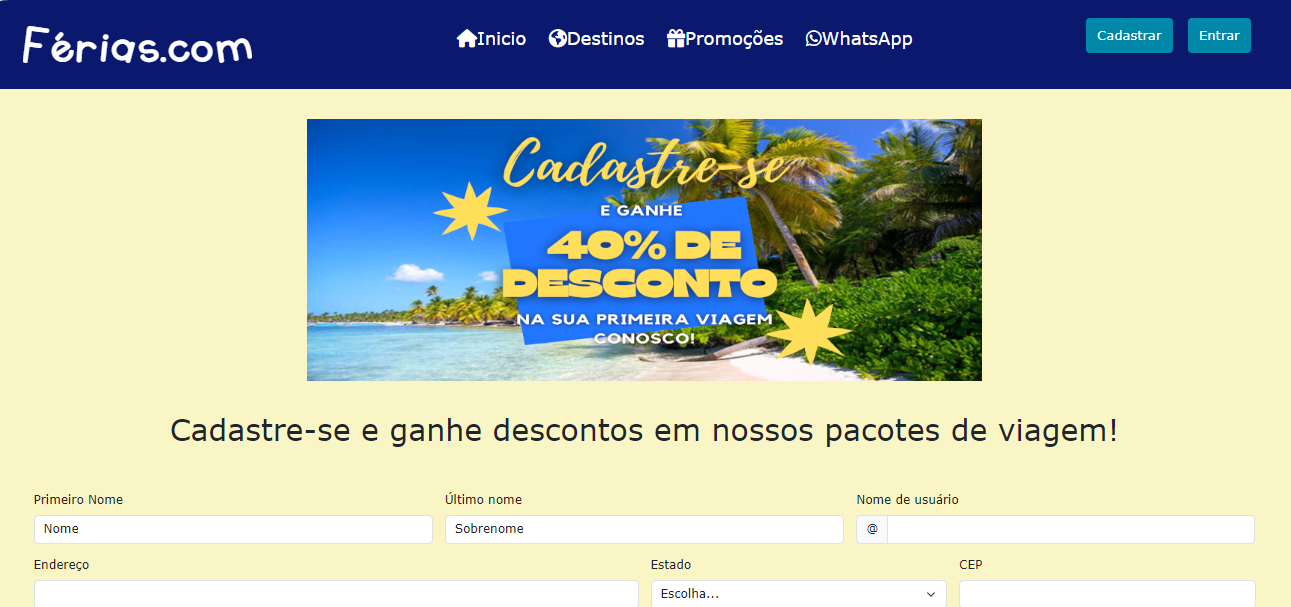 Férias.com
Inicio Destinos Promoções WhatsApp
Cadastrar Entrar
Cadastre-se
E GANHE
40% DE
DESCONTO
NA SUA PRIMEIRA VIAGEM
CONOSCO!
Cadastre-se e ganhe descontos em nossos pacotes de viagem!
Primeiro Nome Último nome Nome de usuário
Nome Sobrenome @
Endereço Estado CEP
Escolha...